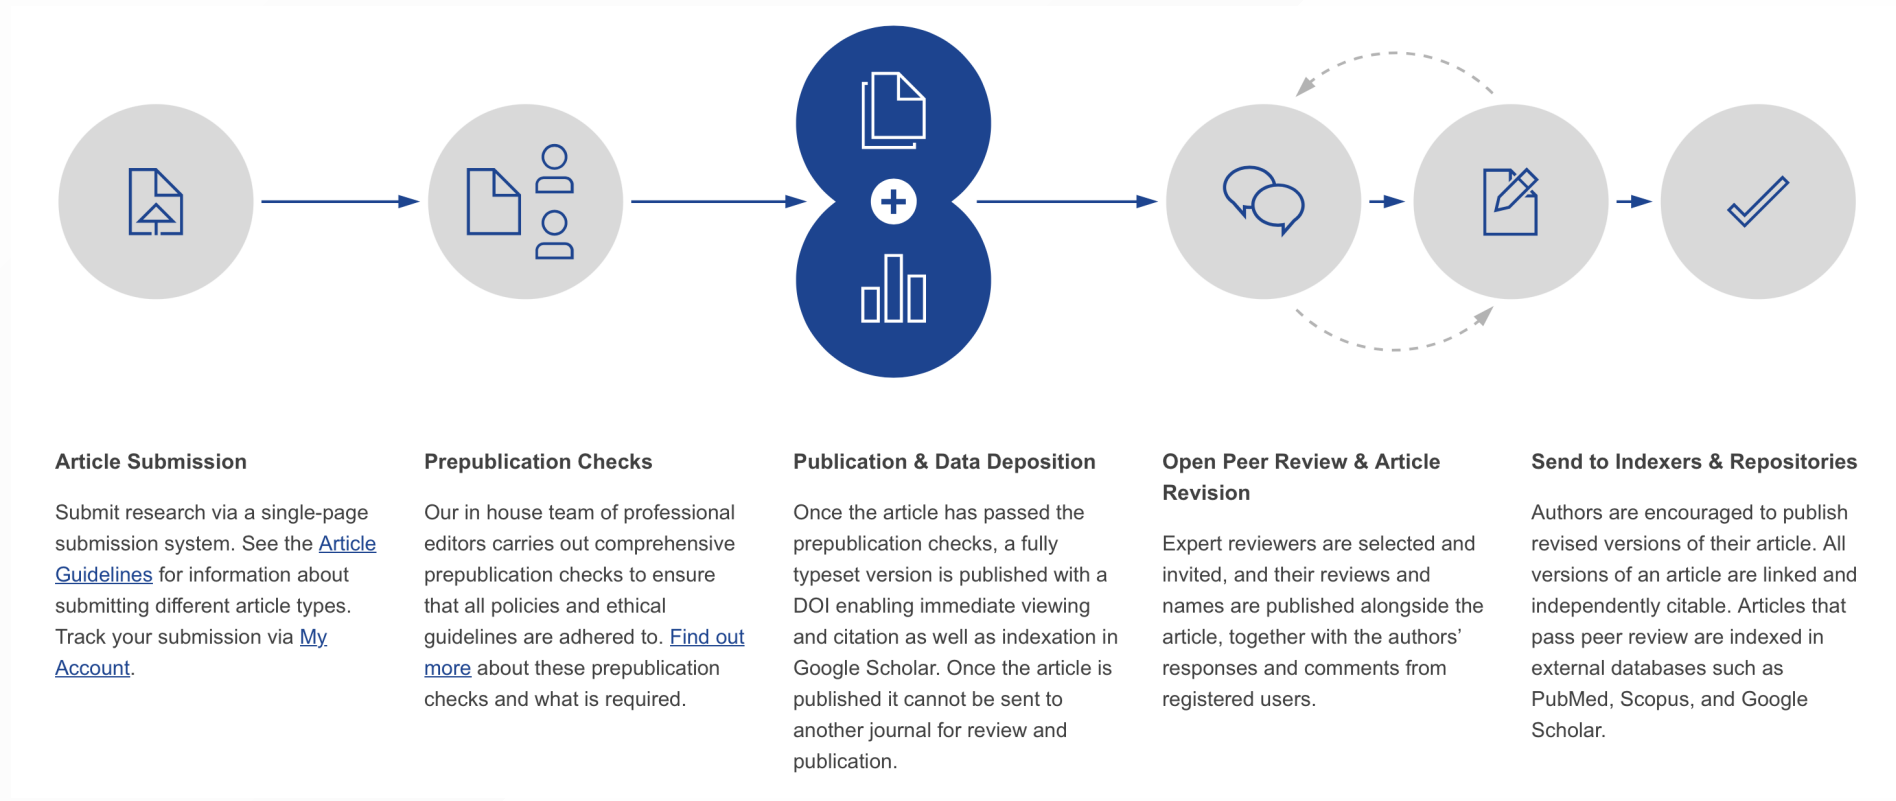 Article Submission
Submit research via a single-page
submission system. See the Article
Guidelines for information about
submitting different article types.
Track your submission via My
Account.
Prepublication Checks
Our in house team of professional
editors carries out comprehensive
prepublication checks to ensure
that all policies and ethical
guidelines are adhered to. Find out
more about these prepublication
checks and what is required.
Publication & Data Deposition
Once the article has passed the
prepublication checks, a fully
typeset version is published with a
DOI enabling immediate viewing
and citation as well as indexation in
Google Scholar. Once the article is
published it cannot be sent to
another journal for review and
publication.
Open Peer Review & Article
Revision
Expert reviewers are selected and
invited, and their reviews and
names are published alongside the
article, together with the authors’
responses and comments from
registered users.
Send to Indexers & Repositories
Authors are encouraged to publish
revised versions of their article. All
versions of an article are linked and
independently citable. Articles that
pass peer review are indexed in
external databases such as
PubMed, Scopus, and Google
Scholar.